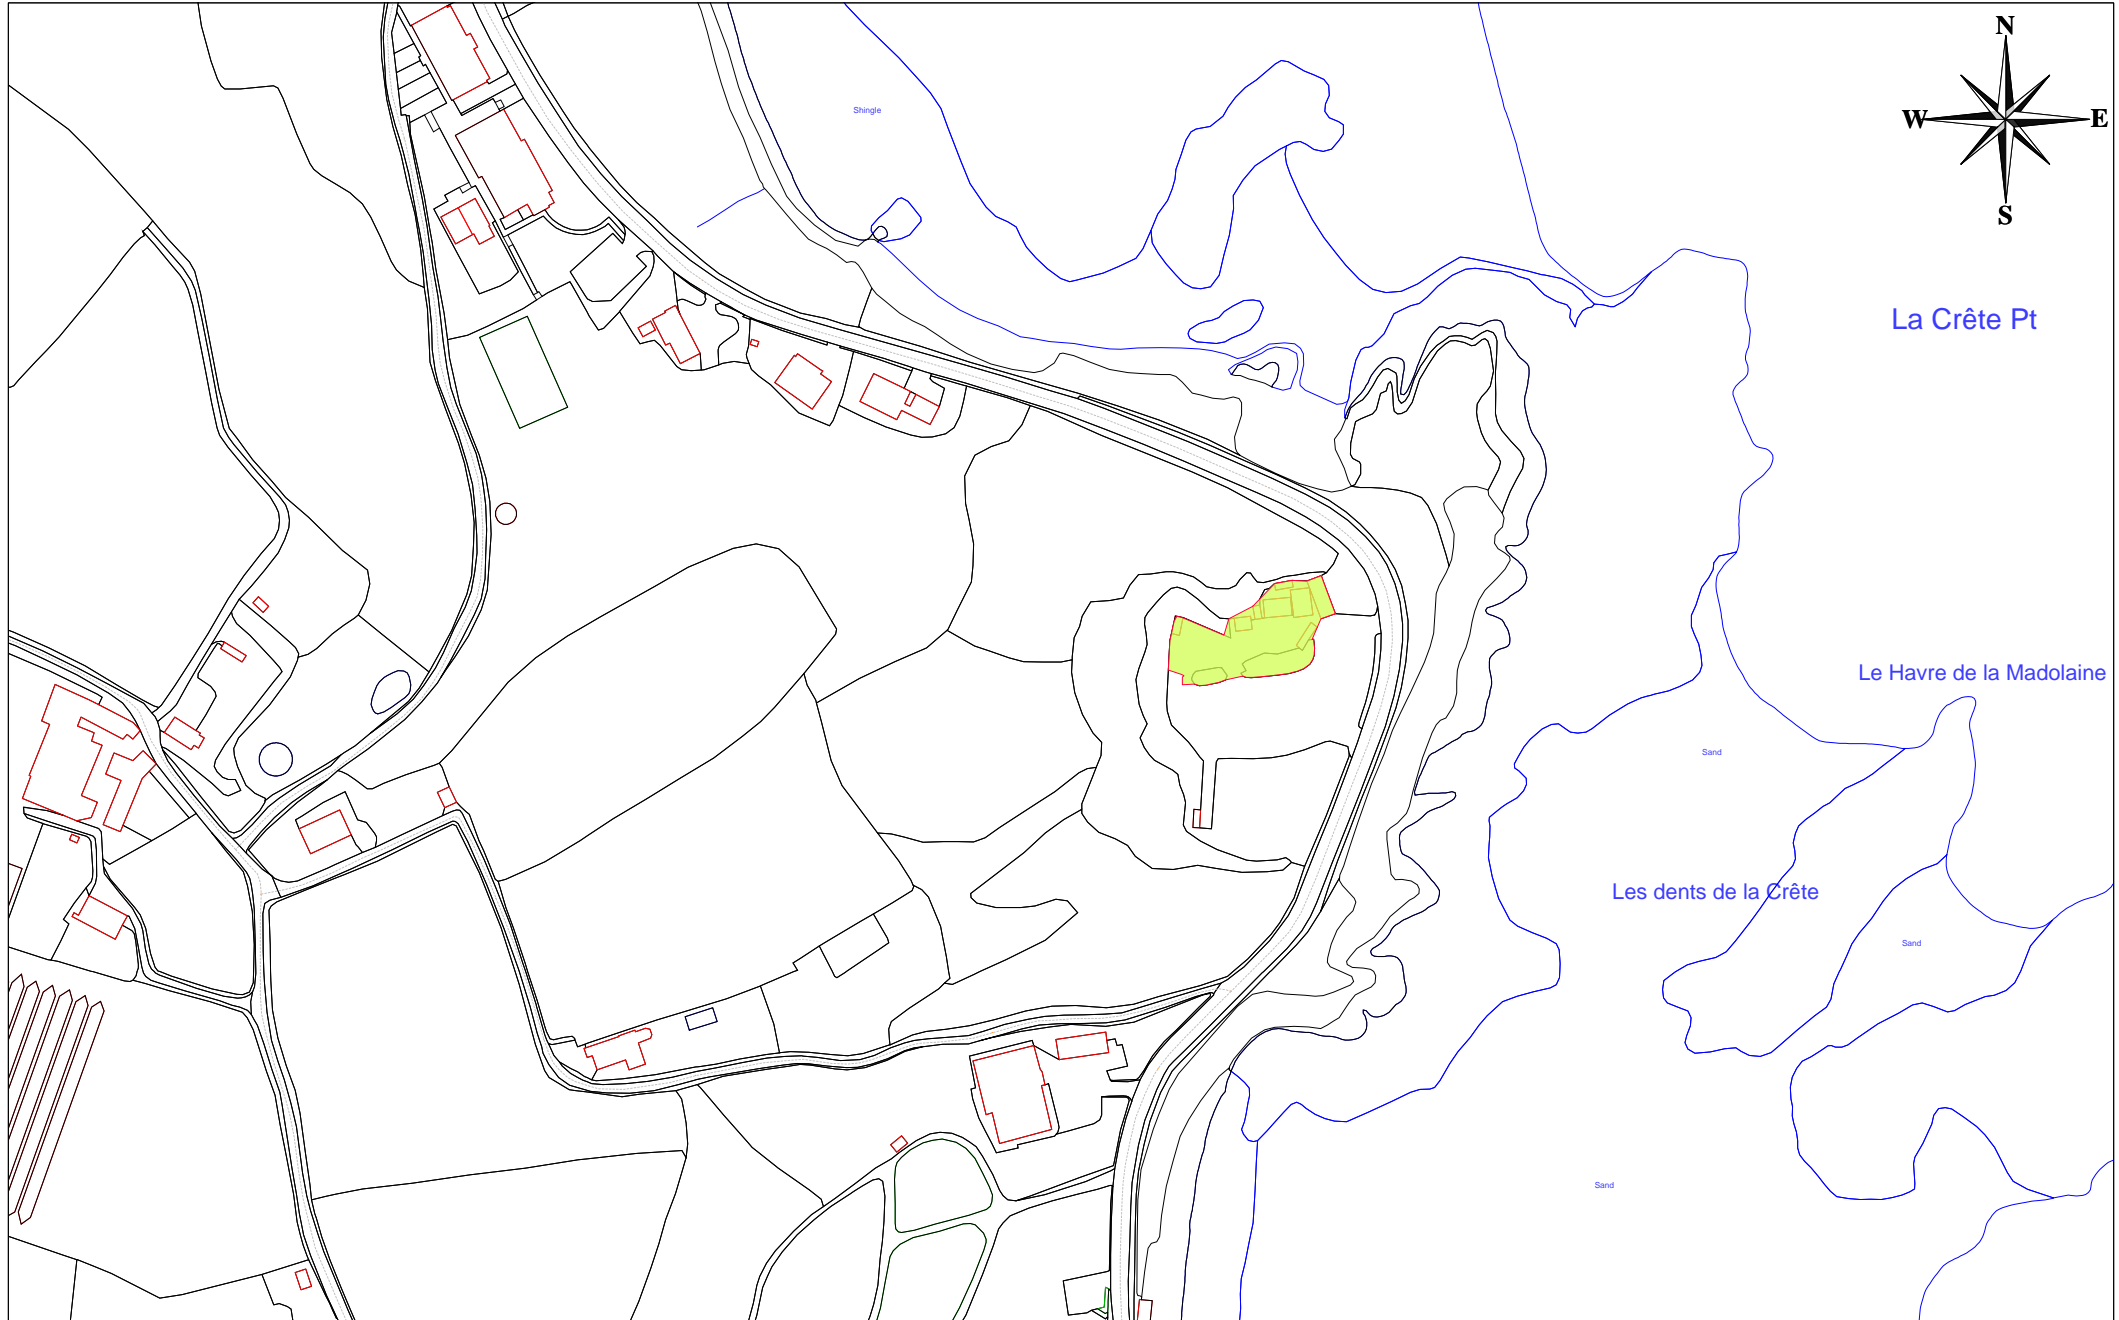 N
Shingle
W
E
S
La Crête Pt
Le Havre de la Madolaine
Sand
Les dents de la Crête
Sand
Sand